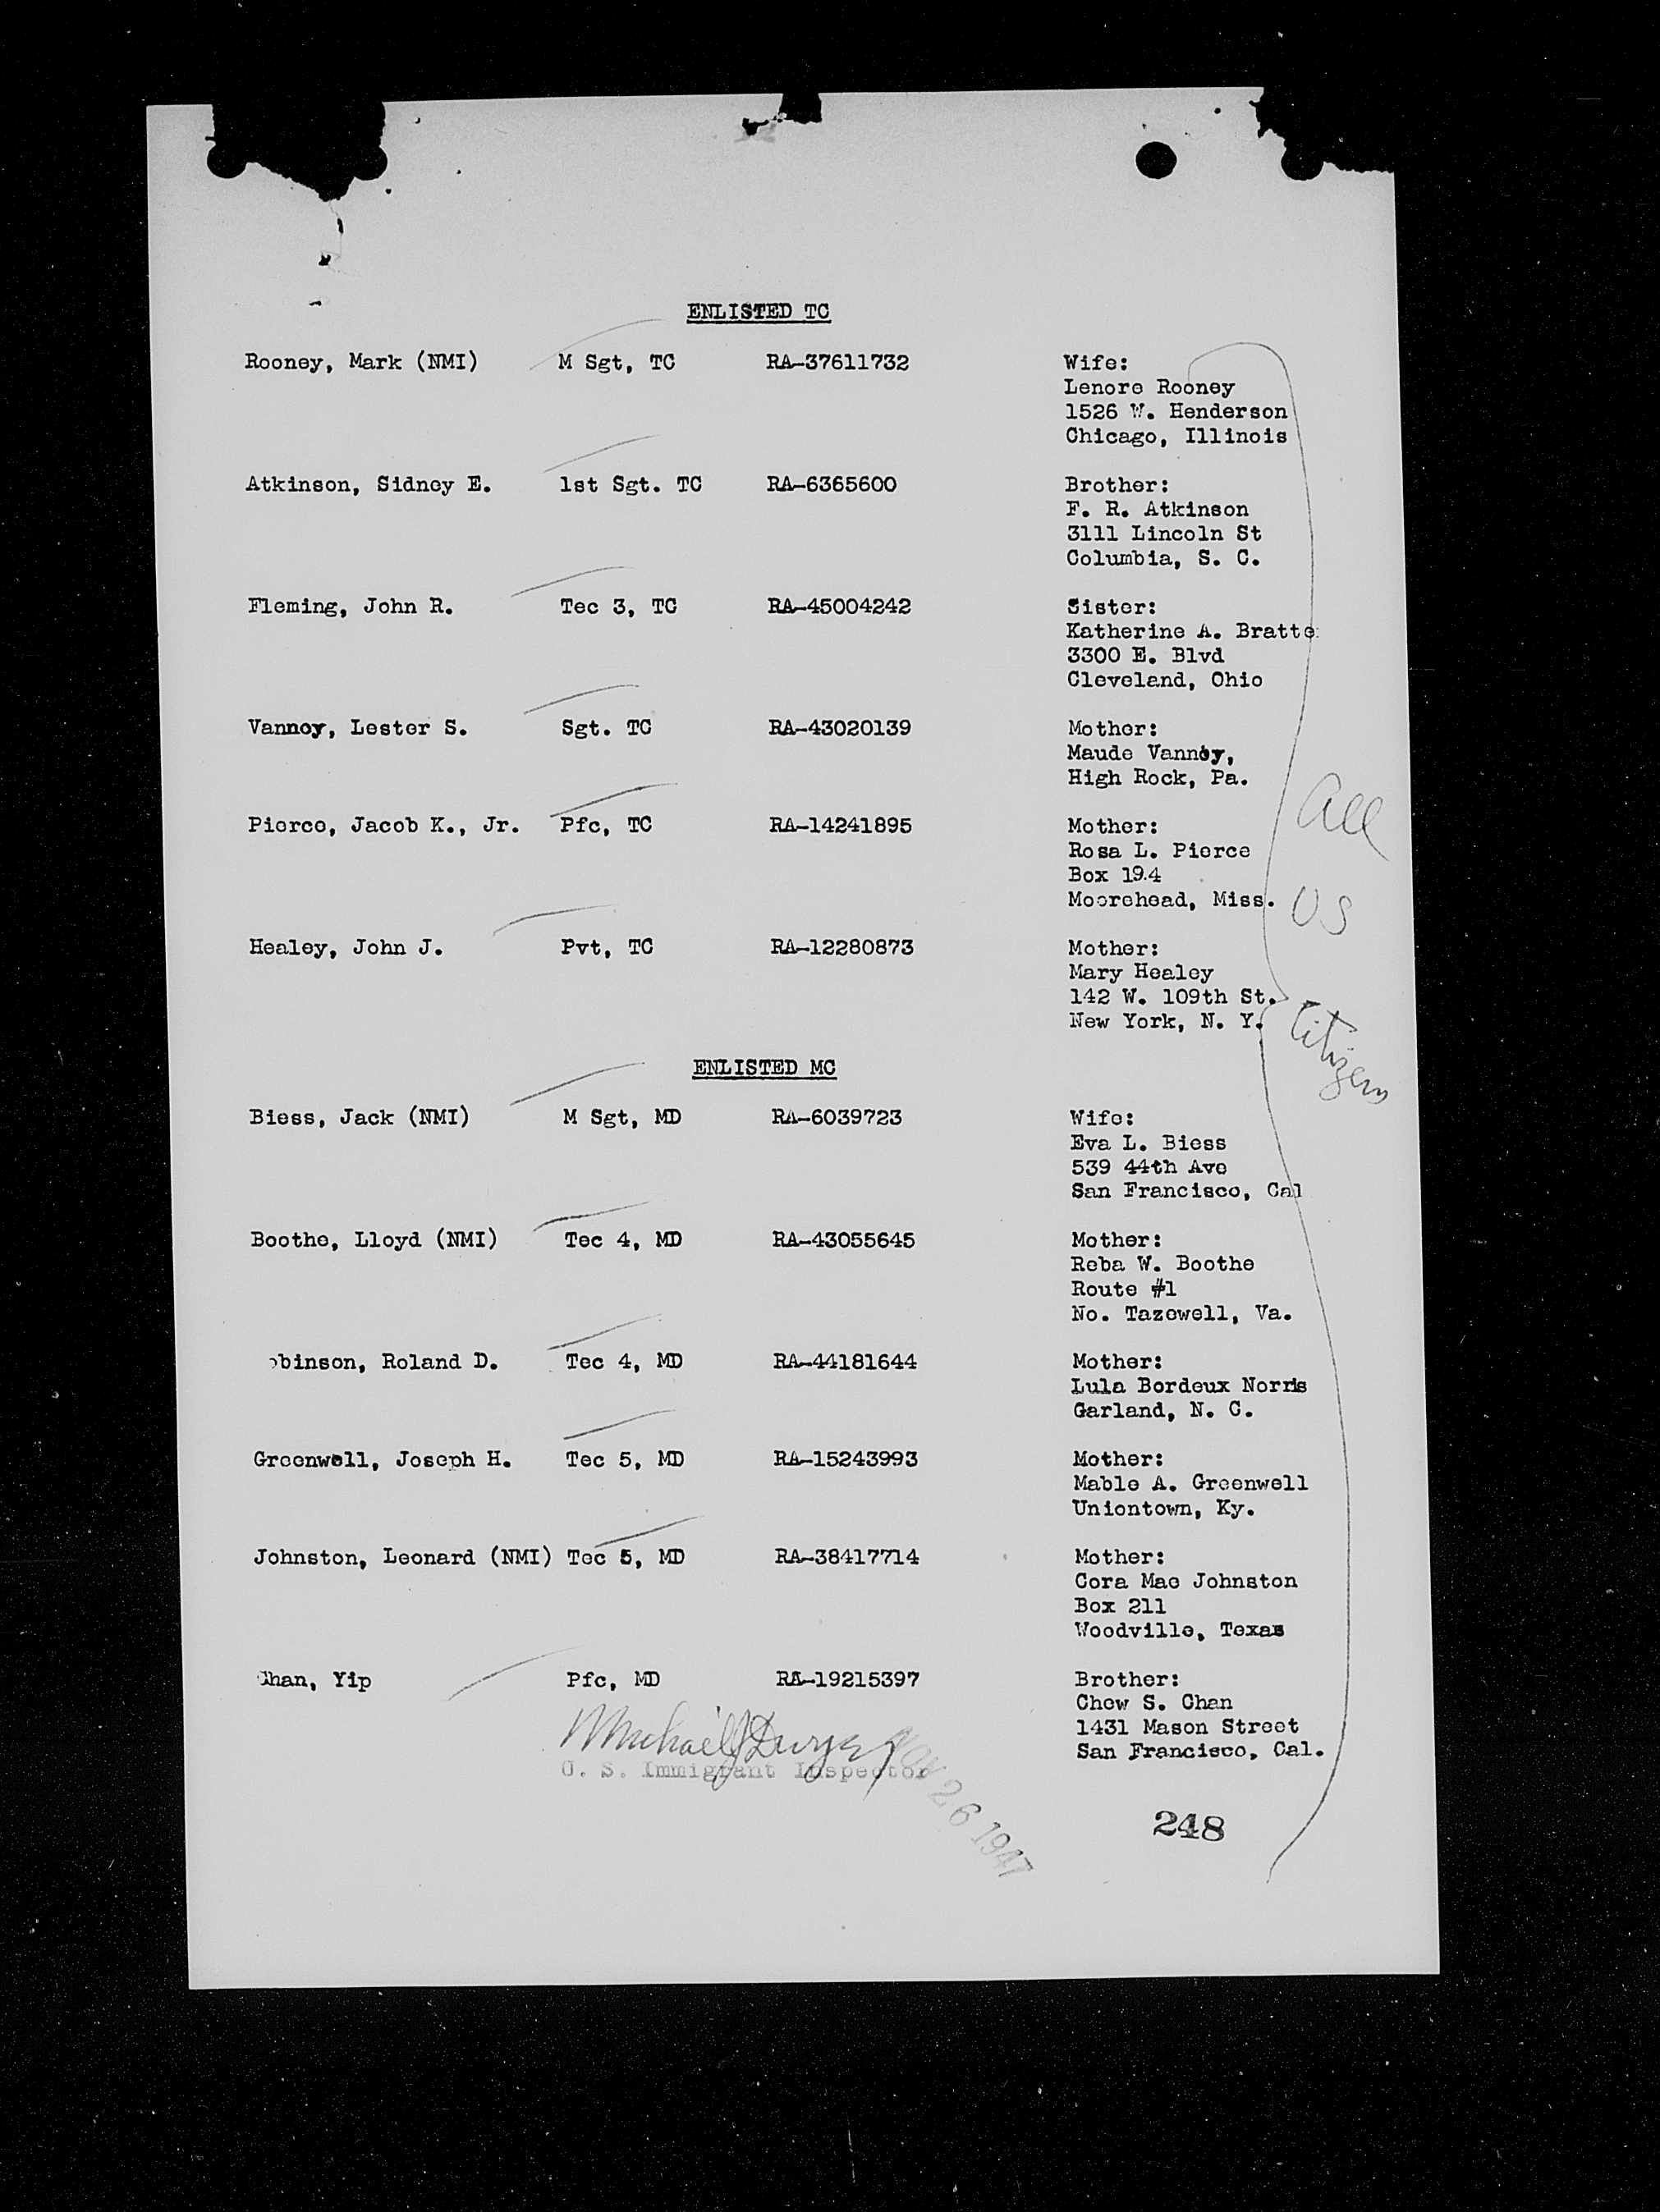 ENLISTED TC
Rooney, Mark (NMI) M Sgt, TC RA-37611732 Wife:
Lenore Rooney
1526 W. Henderson
Chicago, Illinois
Atkinson, Sidney E. 1st Sgt. TC RA-6365600 Brother:
F. R. Atkinson
3111 Lincoln St
Columbia, S. C.
Fleming, John R. Tec 3, TC RA-45004242 Sister:
Katherine A. Bratte
3300 E. Blvd
Cleveland, Ohio
Vannoy, Lester S. Sgt. TC RA-43020139 Mother:
Maude Vannoy,
High Rock, Pa.
Pierce, Jacob K., Jr. Pfc, TC RA-14241895 Mother:
Rosa L. Pierce
Box 194
Moorehead, Miss.
Healey, John J. Pvt, TC RA-12280873 Mother:
Mary Healey
142 W. 109th St.
New York, N. Y.
All
US
Citizens
ENLISTED MC
Biess, Jack (NMI) M Sgt, MD RA-6039723 Wife:
Eva L. Biess
539 44th Ave
San Francisco, Cal
Boothe, Lloyd (NMI) Tec 4, MD RA-43055645 Mother:
Reba W. Boothe
Route #1
No. Tazewell, Va.
obinson, Roland D. Tec 4, MD RA-44181644 Mother:
Lula Bordeux Norris
Garland, N. C.
Greenwell, Joseph H. Tec 5, MD RA-15243993 Mother:
Mable A. Greenwell
Uniontown, Ky.
Johnston, Leonard (NMI) Tec 5, MD RA-38417714 Mother:
Cora Mae Johnston
Box 211
Woodville, Texas
Chan, Yip Pfc, MD RA-19215397 Brother:
Chew S. Chan
1431 Mason Street
San Francisco, Cal.
Michael J Dwyer
U. S. Immigrant Inspector
NOV 26 1947
248